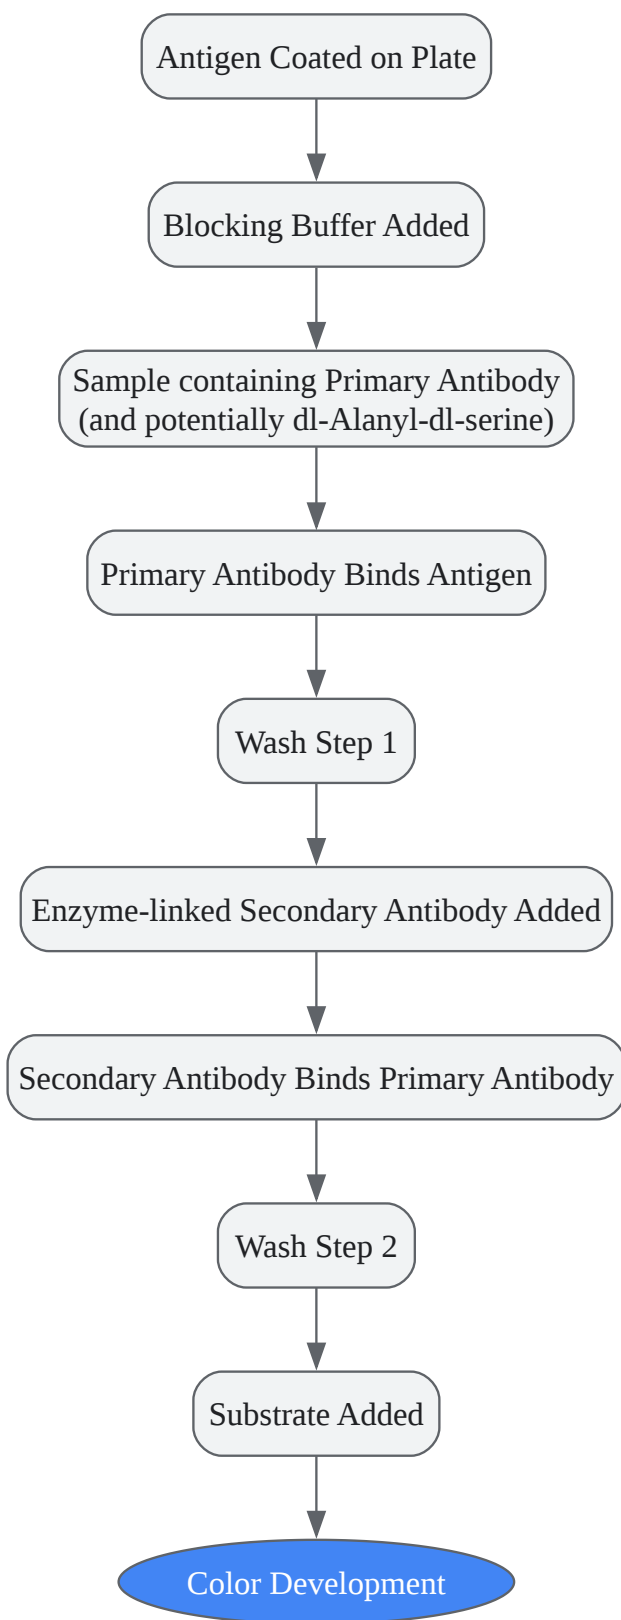 Antigen Coated on Plate
Blocking Buffer Added
Sample containing Primary Antibody
(and potentially dl-Alanyl-dl-serine)
Primary Antibody Binds Antigen
Wash Step 1
Enzyme-linked Secondary Antibody Added
Secondary Antibody Binds Primary Antibody
Wash Step 2
Substrate Added
Color Development